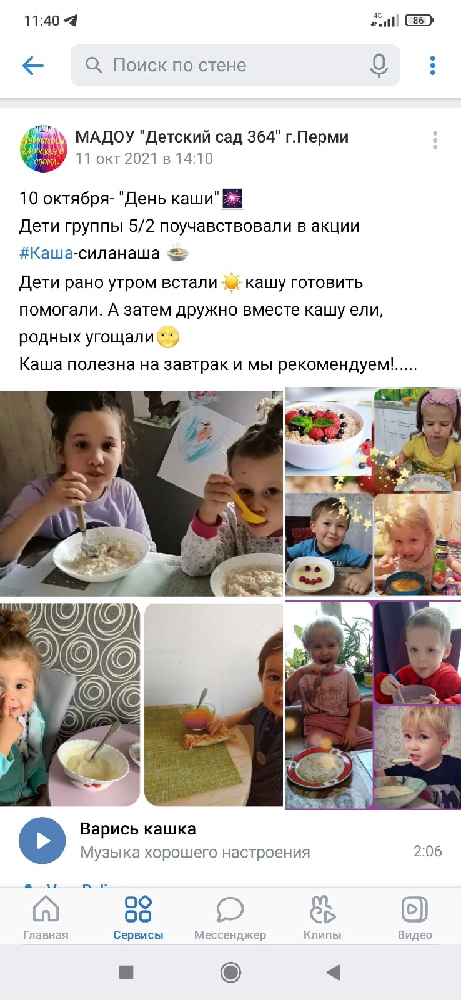 11:40
4G
86
Поиск по стене
ТЕРРИТОРИЯ
ЗДОРОВЬЯ И
СПОРТА
МАДОУ "Детский сад 364" г.Перми
11 окт 2021 в 14:10
10 октября- "День каши"
Дети группы 5/2 поучавствовали в акции
#Каша-силанаша
Дети рано утром встали кашу готовить
помогали. А затем дружно вместе кашу ели,
родных угощали
Каша полезна на завтрак и мы рекомендуем!.....
Варись кашка
Музыка хорошего настроения
2:06
Главная
Сервисы
Мессенджер
Клипы
Видео